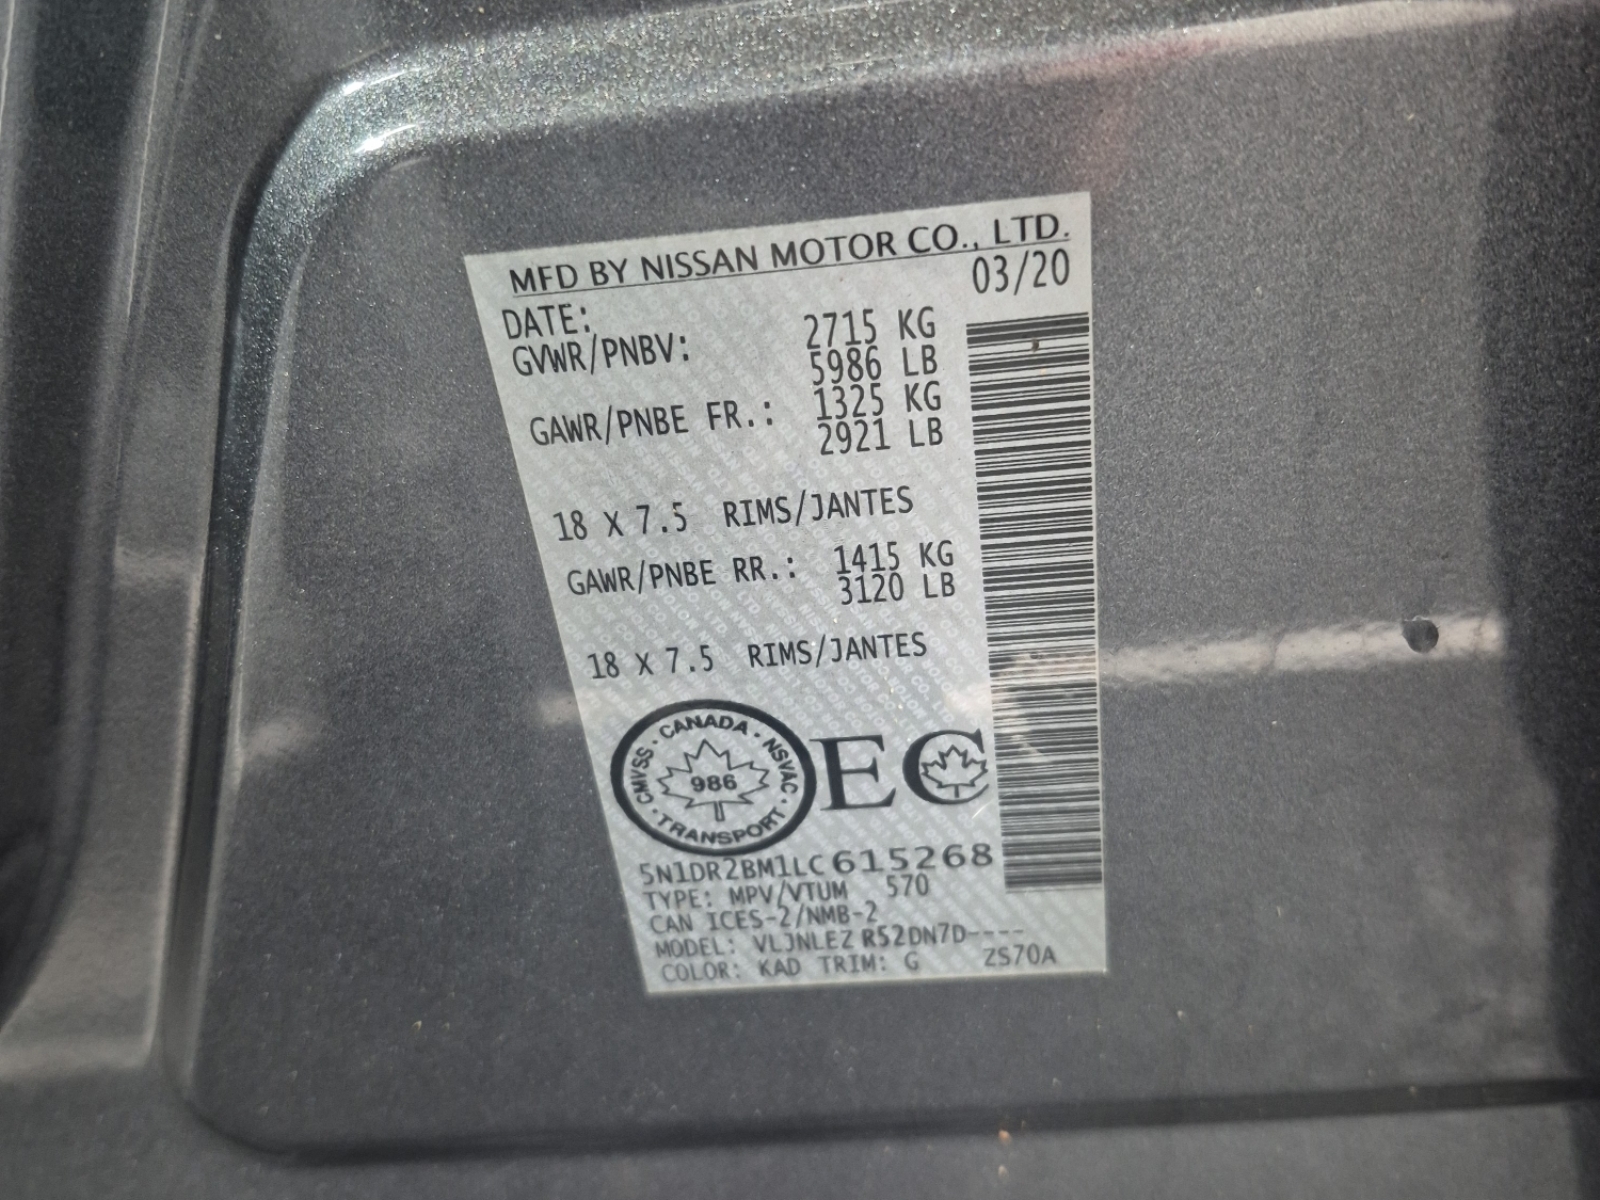 MFD BY NISSAN MOTOR CO., LTD.
DATE: 03/20
GVWR/PNBV: 2715 KG
5986 LB
GAWR/PNBE FR.: 1325 KG
2921 LB
18 X 7.5 RIMS/JANTES
GAWR/PNBE RR.: 1415 KG
3120 LB
18 X 7.5 RIMS/JANTES
CANADA · NSVAC · TRANSPORT · CMVSS ·
986
EC
5N1DR2BM1LC615268
TYPE: MPV/VTUM 570
CAN ICES-2/NMB-2
MODEL: VLJNLEZ R52DN7D----
COLOR: KAD TRIM: G ZS70A